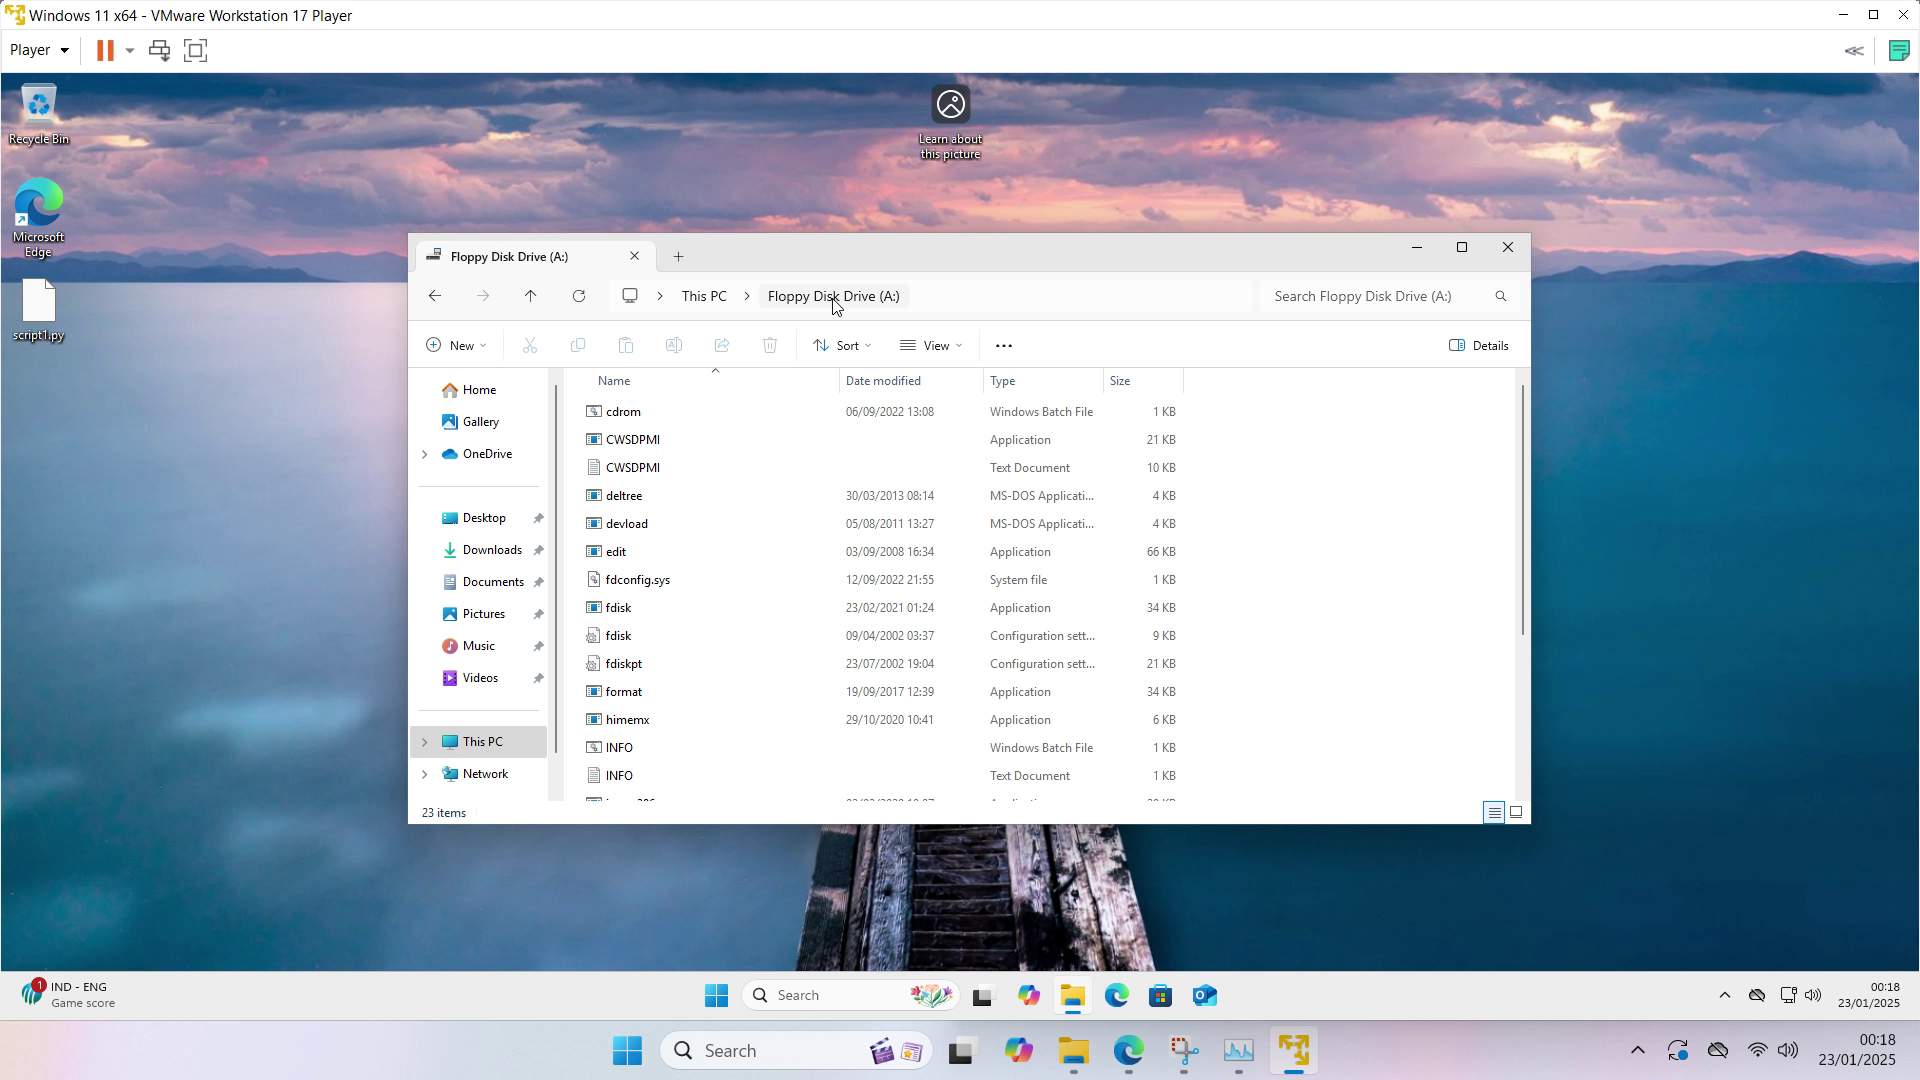 Windows 11 x64 - VMware Workstation 17 Player
Player
Recycle Bin
Learn about
this picture
Microsoft
Edge
script1.py
Floppy Disk Drive (A:)
This PC
Floppy Disk Drive (A:)
Search Floppy Disk Drive (A:)
New
Sort
View
Details
Home
Gallery
OneDrive
Desktop
Downloads
Documents
Pictures
Music
Videos
This PC
Network
Name Date modified Type Size
cdrom 06/09/2022 13:08 Windows Batch File 1 KB
CWSDPMI Application 21 KB
CWSDPMI Text Document 10 KB
deltree 30/03/2013 08:14 MS-DOS Applicati... 4 KB
devload 05/08/2011 13:27 MS-DOS Applicati... 4 KB
edit 03/09/2008 16:34 Application 66 KB
fdconfig.sys 12/09/2022 21:55 System file 1 KB
fdisk 23/02/2021 01:24 Application 34 KB
fdisk 09/04/2002 03:37 Configuration sett... 9 KB
fdiskpt 23/07/2002 19:04 Configuration sett... 21 KB
format 19/09/2017 12:39 Application 34 KB
himemx 29/10/2020 10:41 Application 6 KB
INFO Windows Batch File 1 KB
INFO Text Document 1 KB
23 items
1
IND - ENG
Game score
Search
00:18
23/01/2025
Search
00:18
23/01/2025